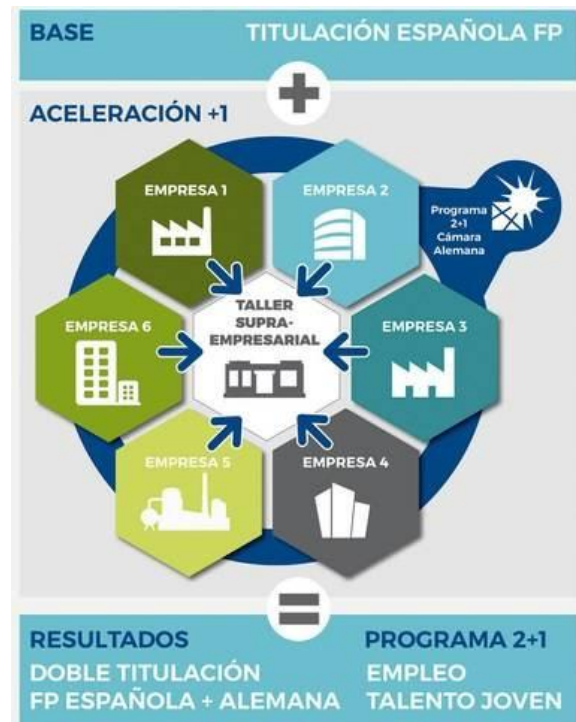 BASE
TITULACIÓN ESPAÑOLA FP
+
ACELERACIÓN +1
EMPRESA 1
EMPRESA 2
Programa
2+1
Cámara
Alemana
TALLER
SUPRA-
EMPRESARIAL
EMPRESA 6
EMPRESA 3
EMPRESA 5
EMPRESA 4
=
RESULTADOS
DOBLE TITULACIÓN
FP ESPAÑOLA + ALEMANA
PROGRAMA 2+1
EMPLEO
TALENTO JOVEN